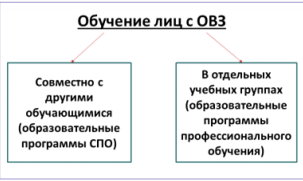 Обучение лиц с ОВЗ
Совместно с
другими
обучающимися
(образовательные
программы СПО)
В отдельных
учебных группах
(образовательные
программы
профессионального
обучения)